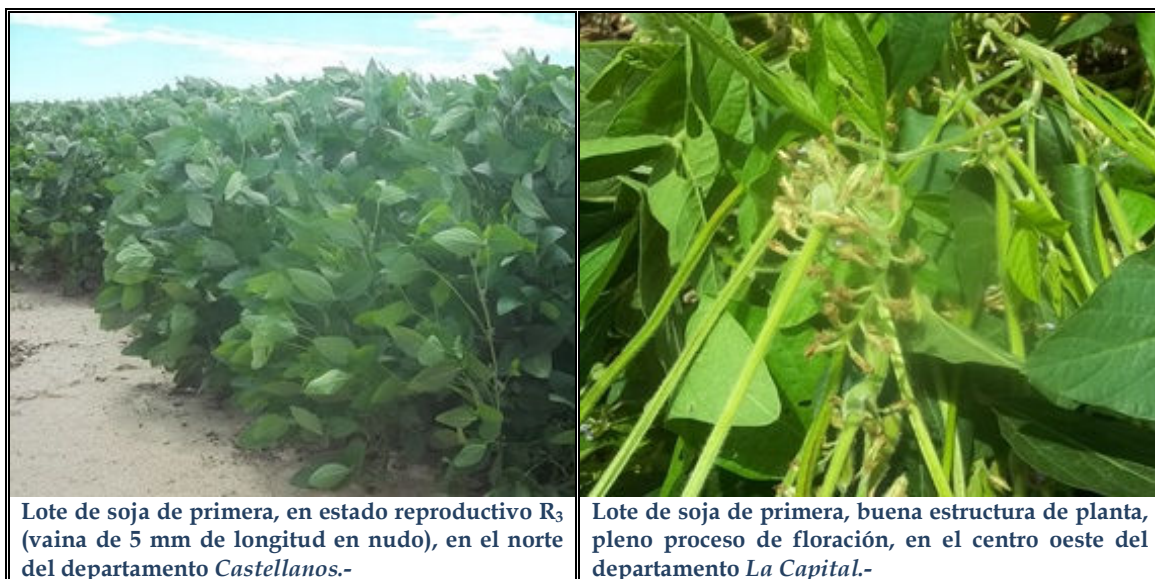 Lote de soja de primera, en estado reproductivo R₃
(vaina de 5 mm de longitud en nudo), en el norte
del departamento Castellanos.-
Lote de soja de primera, buena estructura de planta,
pleno proceso de floración, en el centro oeste del
departamento La Capital.-